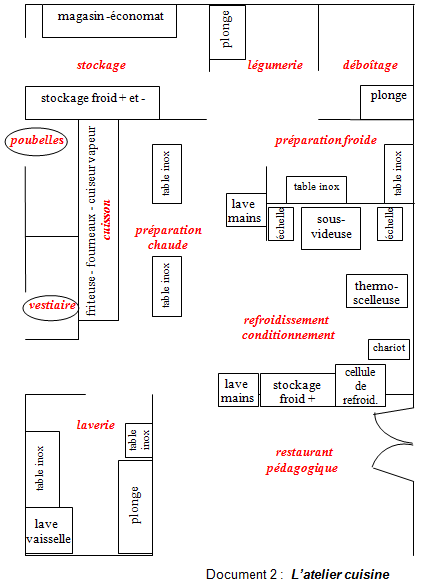 magasin-économat
plonge
stockage
légumerie
déboîtage
stockage froid + et -
plonge
poubelles
préparation froide
friteuse - fourneaux - cuiseur vapeur
cuisson
table inox
table inox
table inox
lave
mains
échelle
sous-
videuse
échelle
préparation
chaude
table inox
thermo-
scelleuse
vestiaire
refroidissement
conditionnement
chariot
lave
mains
stockage
froid +
cellule
de
refroid.
laverie
table
inox
restaurant
pédagogique
table inox
plonge
lave
vaisselle
Document 2 : L'atelier cuisine